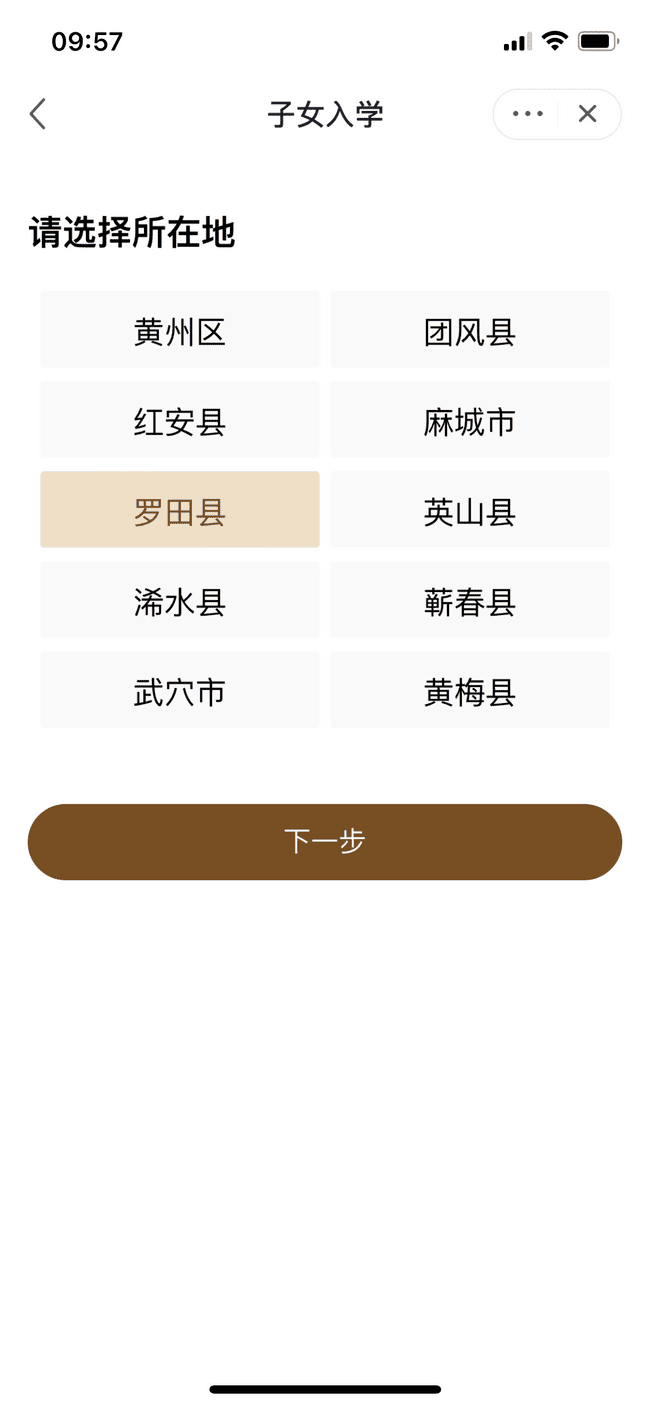 09:57
子女入学
请选择所在地
黄州区 团风县
红安县 麻城市
罗田县 英山县
浠水县 蕲春县
武穴市 黄梅县
下一步